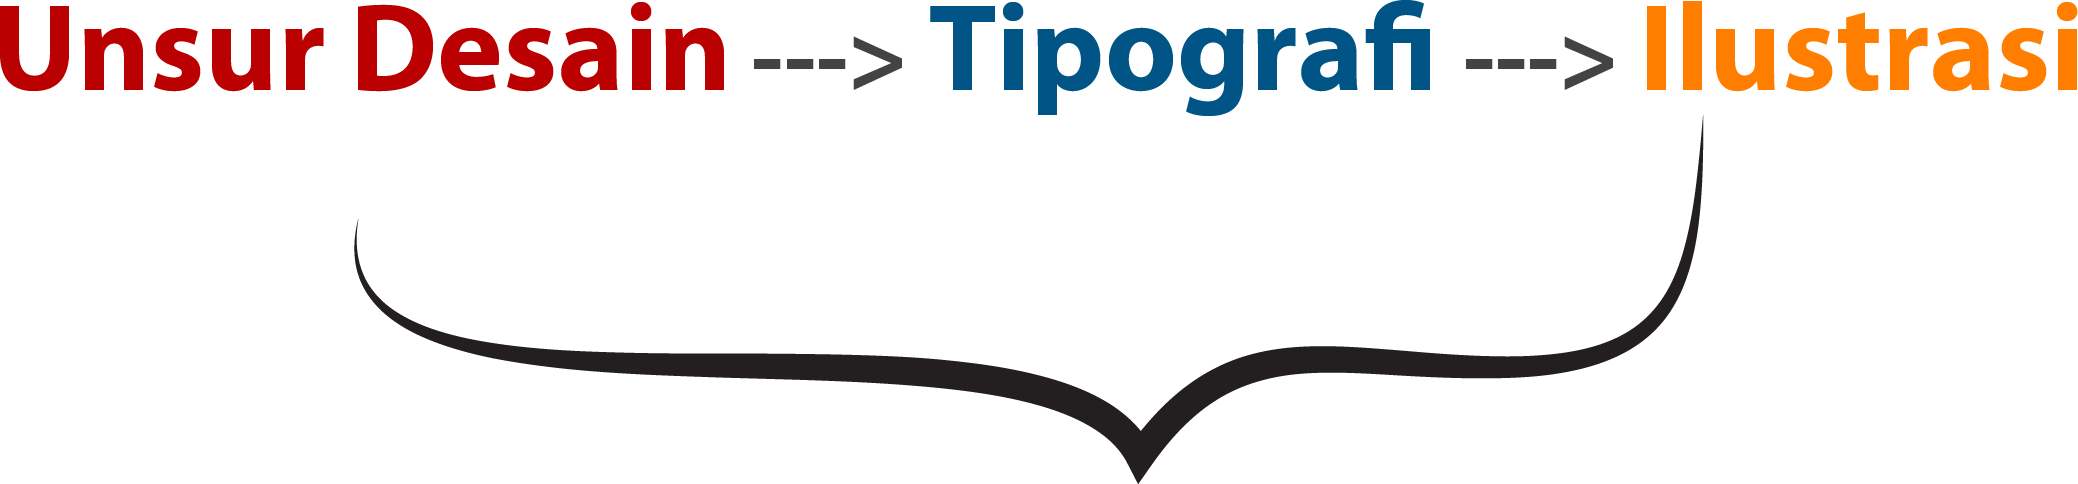 Unsur Desain ---> Tipografi ---> Ilustrasi